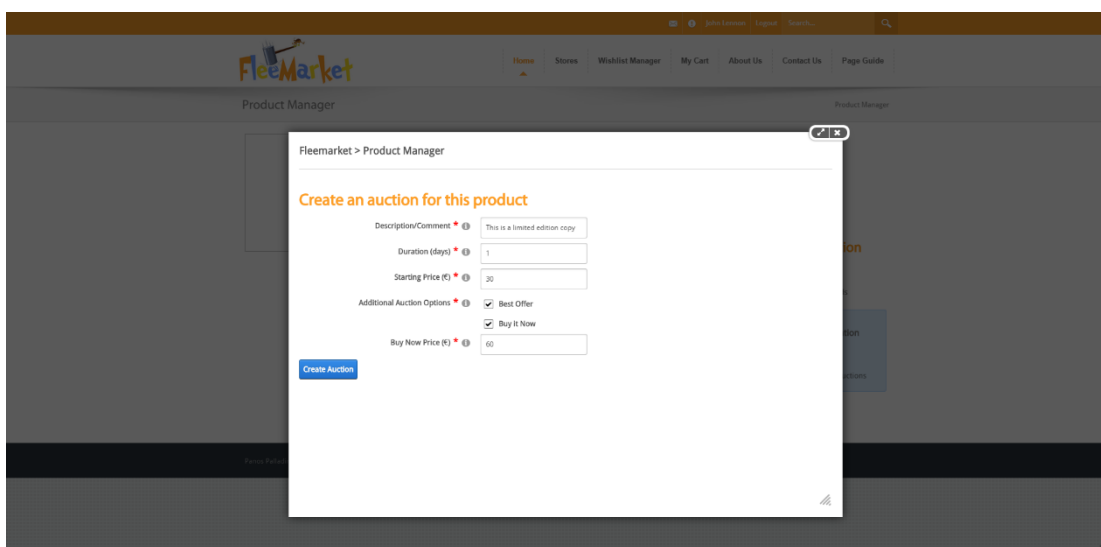 John Lennon Logout Search...
FleeMarket
Home Stores Wishlist Manager My Cart About Us Contact Us Page Guide
Product Manager Product Manager
Fleemarket > Product Manager
Create an auction for this product
Description/Comment * This is a limited edition copy
Duration (days) * 1
Starting Price (€) * 30
Additional Auction Options * Best Offer
Buy It Now
Buy Now Price (€) * 60
Create Auction